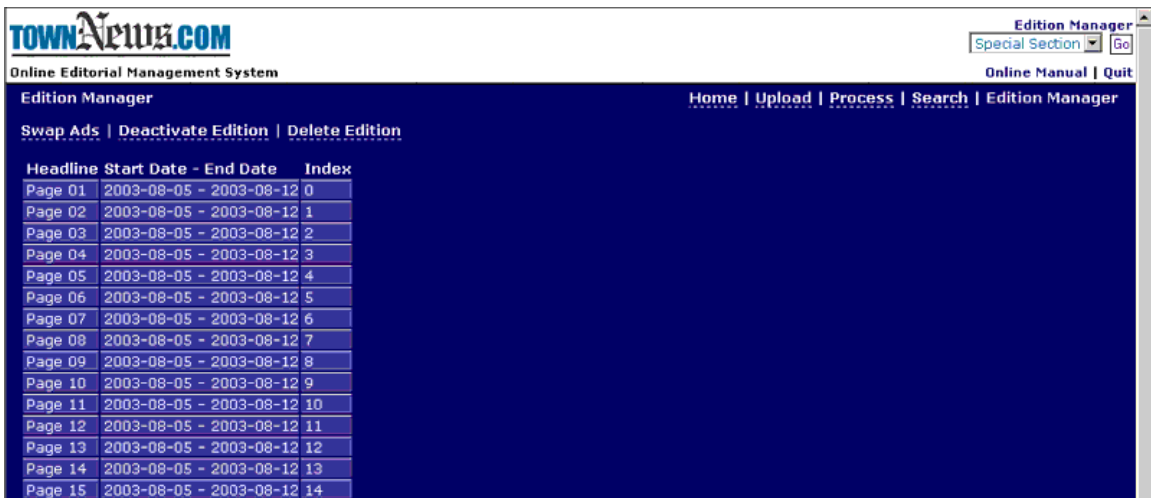 TOWNNews.COM
Edition Manager
Special Section Go
Online Editorial Management System
Online Manual | Quit
Edition Manager
Home | Upload | Process | Search | Edition Manager
Swap Ads | Deactivate Edition | Delete Edition
Headline Start Date - End Date Index
Page 01 2003-08-05 - 2003-08-12 0
Page 02 2003-08-05 - 2003-08-12 1
Page 03 2003-08-05 - 2003-08-12 2
Page 04 2003-08-05 - 2003-08-12 3
Page 05 2003-08-05 - 2003-08-12 4
Page 06 2003-08-05 - 2003-08-12 5
Page 07 2003-08-05 - 2003-08-12 6
Page 08 2003-08-05 - 2003-08-12 7
Page 09 2003-08-05 - 2003-08-12 8
Page 10 2003-08-05 - 2003-08-12 9
Page 11 2003-08-05 - 2003-08-12 10
Page 12 2003-08-05 - 2003-08-12 11
Page 13 2003-08-05 - 2003-08-12 12
Page 14 2003-08-05 - 2003-08-12 13
Page 15 2003-08-05 - 2003-08-12 14